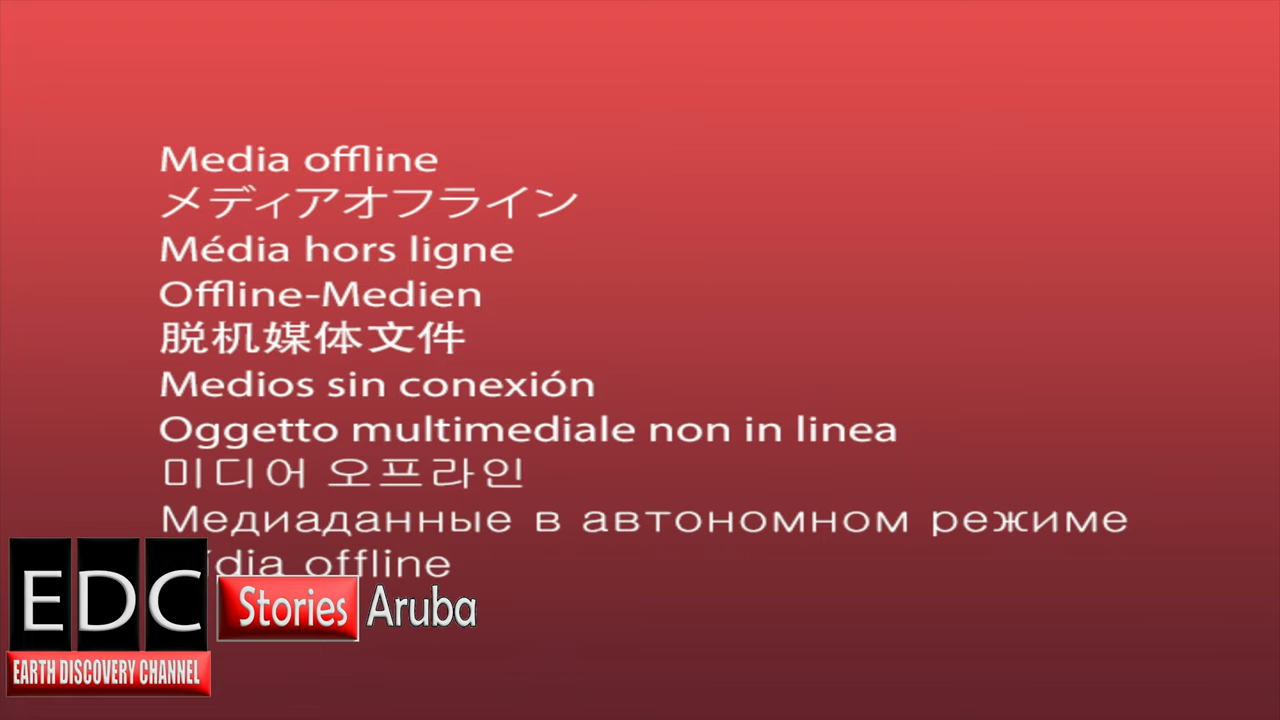 Media offline
メディアオフライン
Média hors ligne
Offline-Medien
脱机媒体文件
Medios sin conexión
Oggetto multimediale non in linea
미디어 오프라인
Медиаданные в автономном режиме
offline
EDC
Stories Aruba
EARTH DISCOVERY CHANNEL